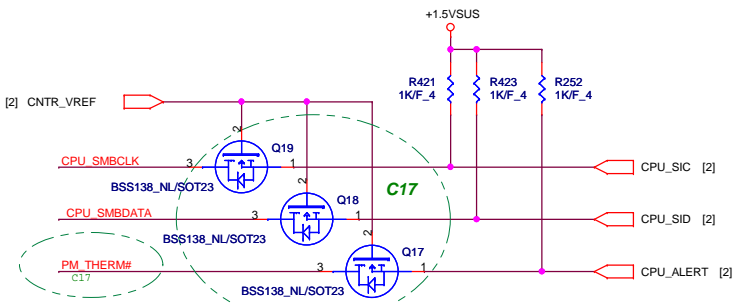 +1.5VSUS
R421
1K/F_4
R423
1K/F_4
R252
1K/F_4
[2] CNTR_VREF
2
Q19
CPU_SMBCLK
3
1
CPU_SIC [2]
BSS138_NL/SOT23
2
C17
Q18
CPU_SMBDATA
3
1
CPU_SID [2]
BSS138_NL/SOT23
2
Q17
PM_THERM#
3
1
CPU_ALERT [2]
C17
BSS138_NL/SOT23